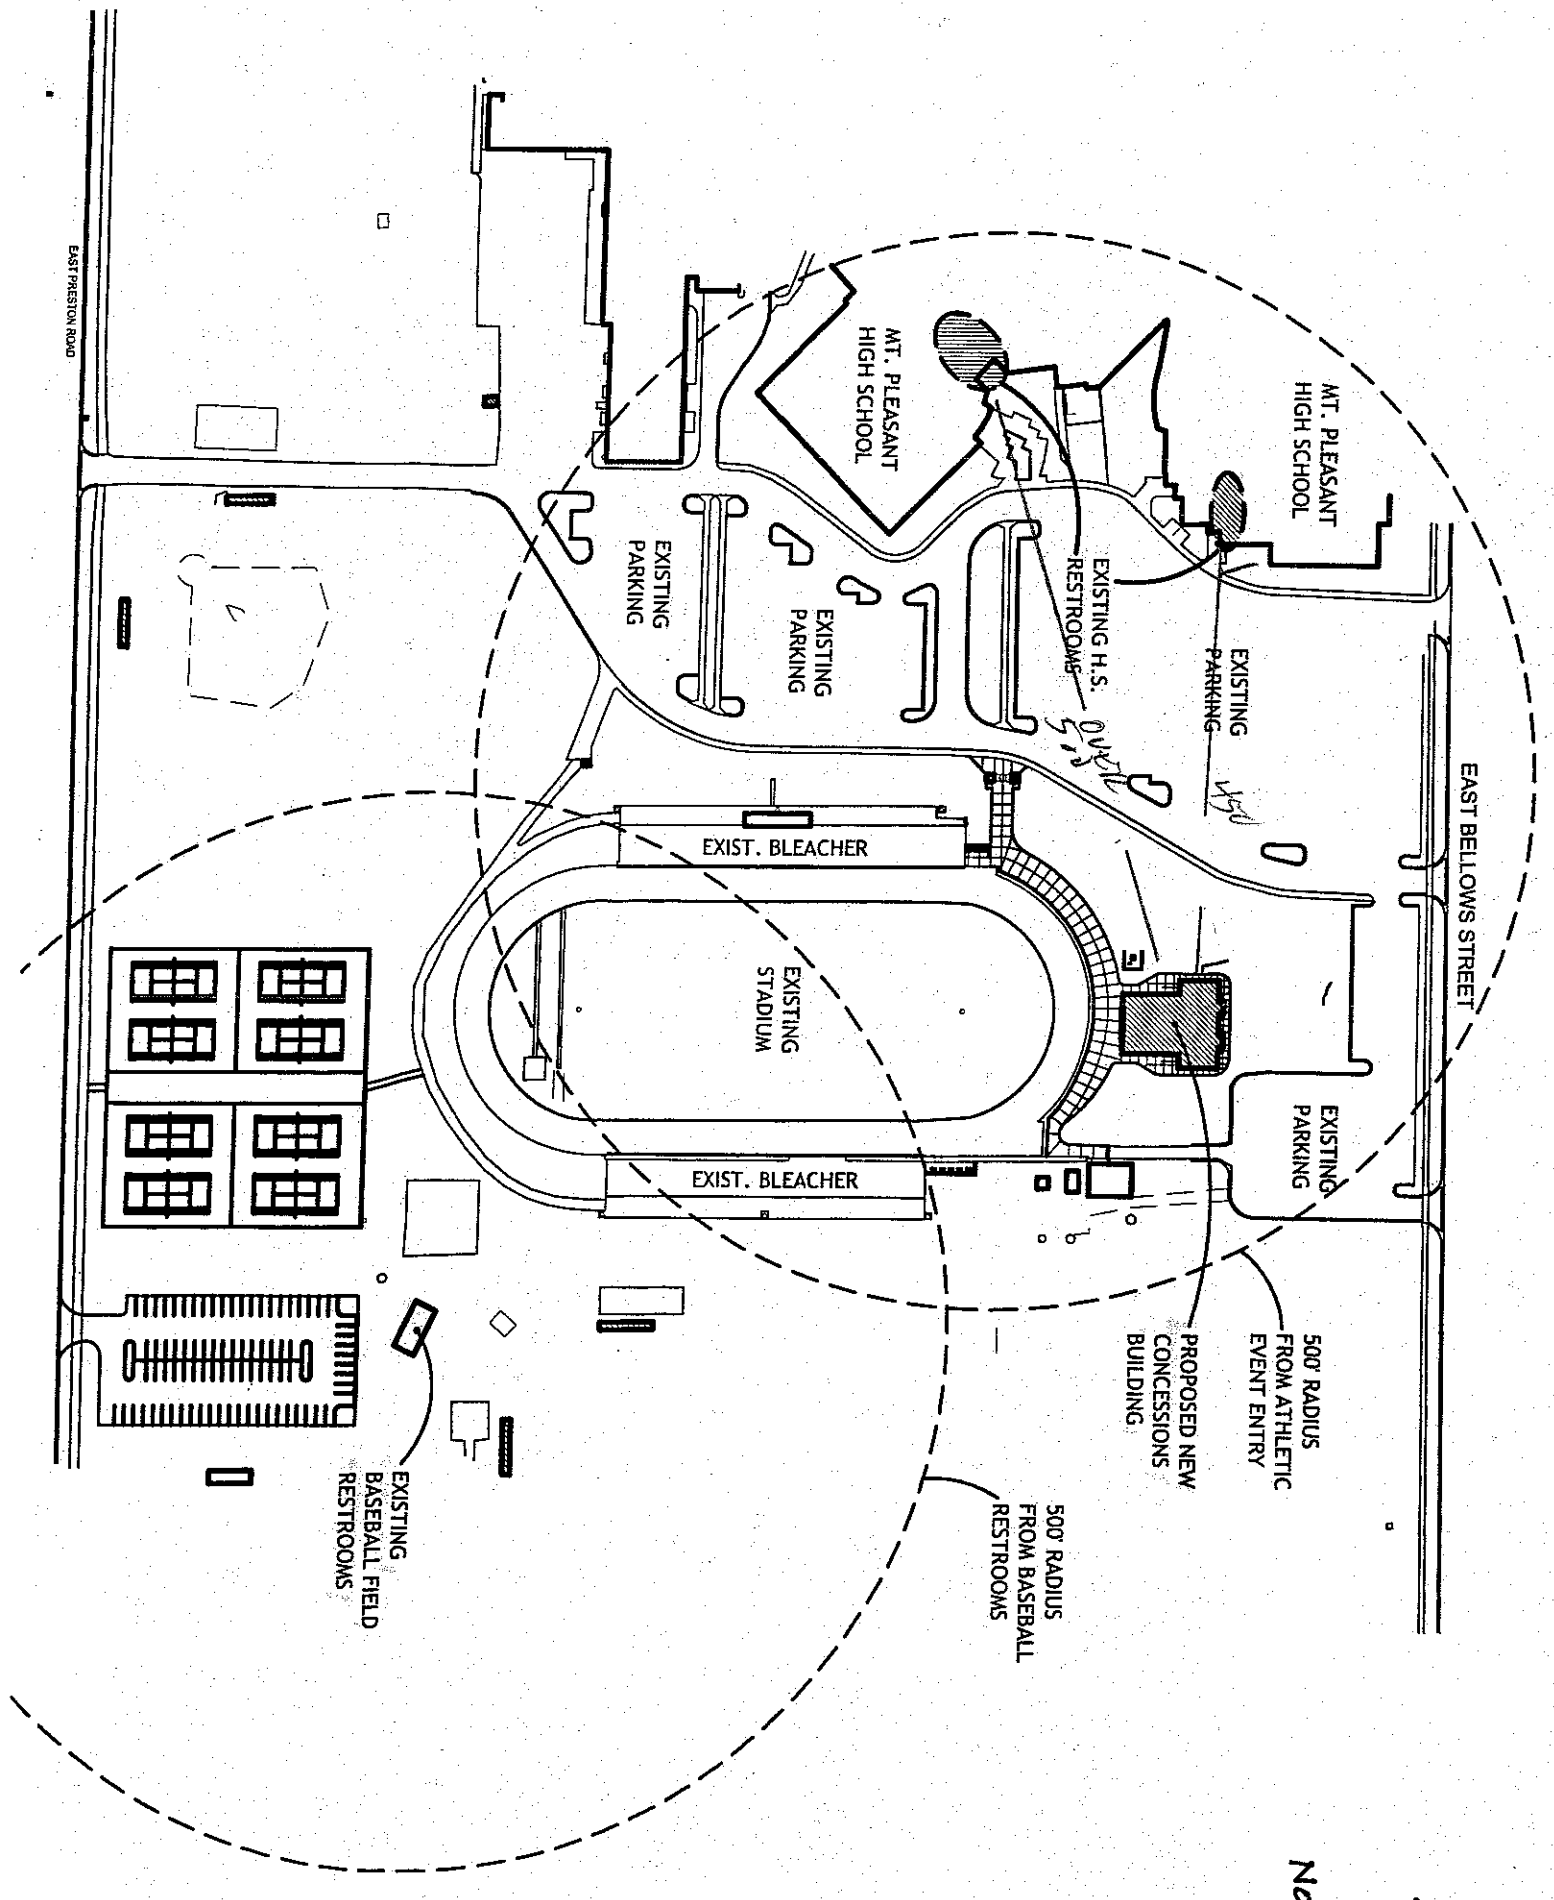 EAST BELLOWS STREET
MT. PLEASANT
HIGH SCHOOL
EXISTING
PARKING
450
EXISTING
PARKING
500' RADIUS
FROM ATHLETIC
EVENT ENTRY
PROPOSED NEW
CONCESSIONS
BUILDING
EXISTING H.S.
RESTROOMS
OVER
MT. PLEASANT
HIGH SCHOOL
500' RADIUS
FROM BASEBALL
RESTROOMS
EXISTING
PARKING
EXIST. BLEACHER
EXISTING
STADIUM
EXIST. BLEACHER
EXISTING
PARKING
EXISTING
BASEBALL FIELD
RESTROOMS
EAST PRESTON ROAD